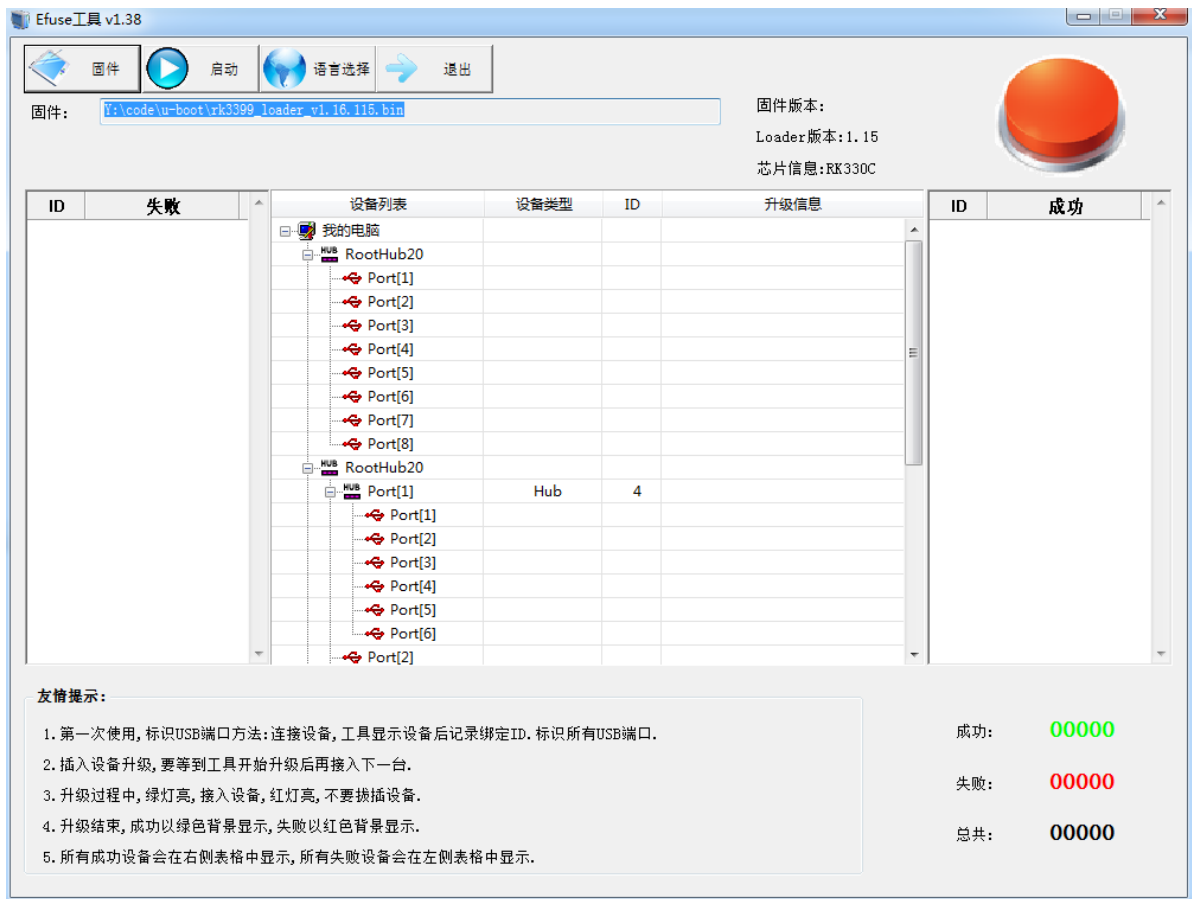 Efuse工具 v1.38
固件 启动 语言选择 退出
固件: Y:\code\u-boot\rk3399_loader_v1.16.115.bin
固件版本:
Loader版本:1.15
芯片信息:RK330C
ID 失败
设备列表 设备类型 ID 升级信息
ID 成功
我的电脑
HUB RootHub20
Port[1]
Port[2]
Port[3]
Port[4]
Port[5]
Port[6]
Port[7]
Port[8]
HUB RootHub20
HUB Port[1] Hub 4
Port[1]
Port[2]
Port[3]
Port[4]
Port[5]
Port[6]
Port[2]
友情提示:
1.第一次使用,标识USB端口方法:连接设备,工具显示设备后记录绑定ID.标识所有USB端口.
2.插入设备升级,要等到工具开始升级后再接入下一台.
3.升级过程中,绿灯亮,接入设备,红灯亮,不要拔插设备.
4.升级结束,成功以绿色背景显示,失败以红色背景显示.
5.所有成功设备会在右侧表格中显示,所有失败设备会在左侧表格中显示.
成功: 00000
失败: 00000
总共: 00000